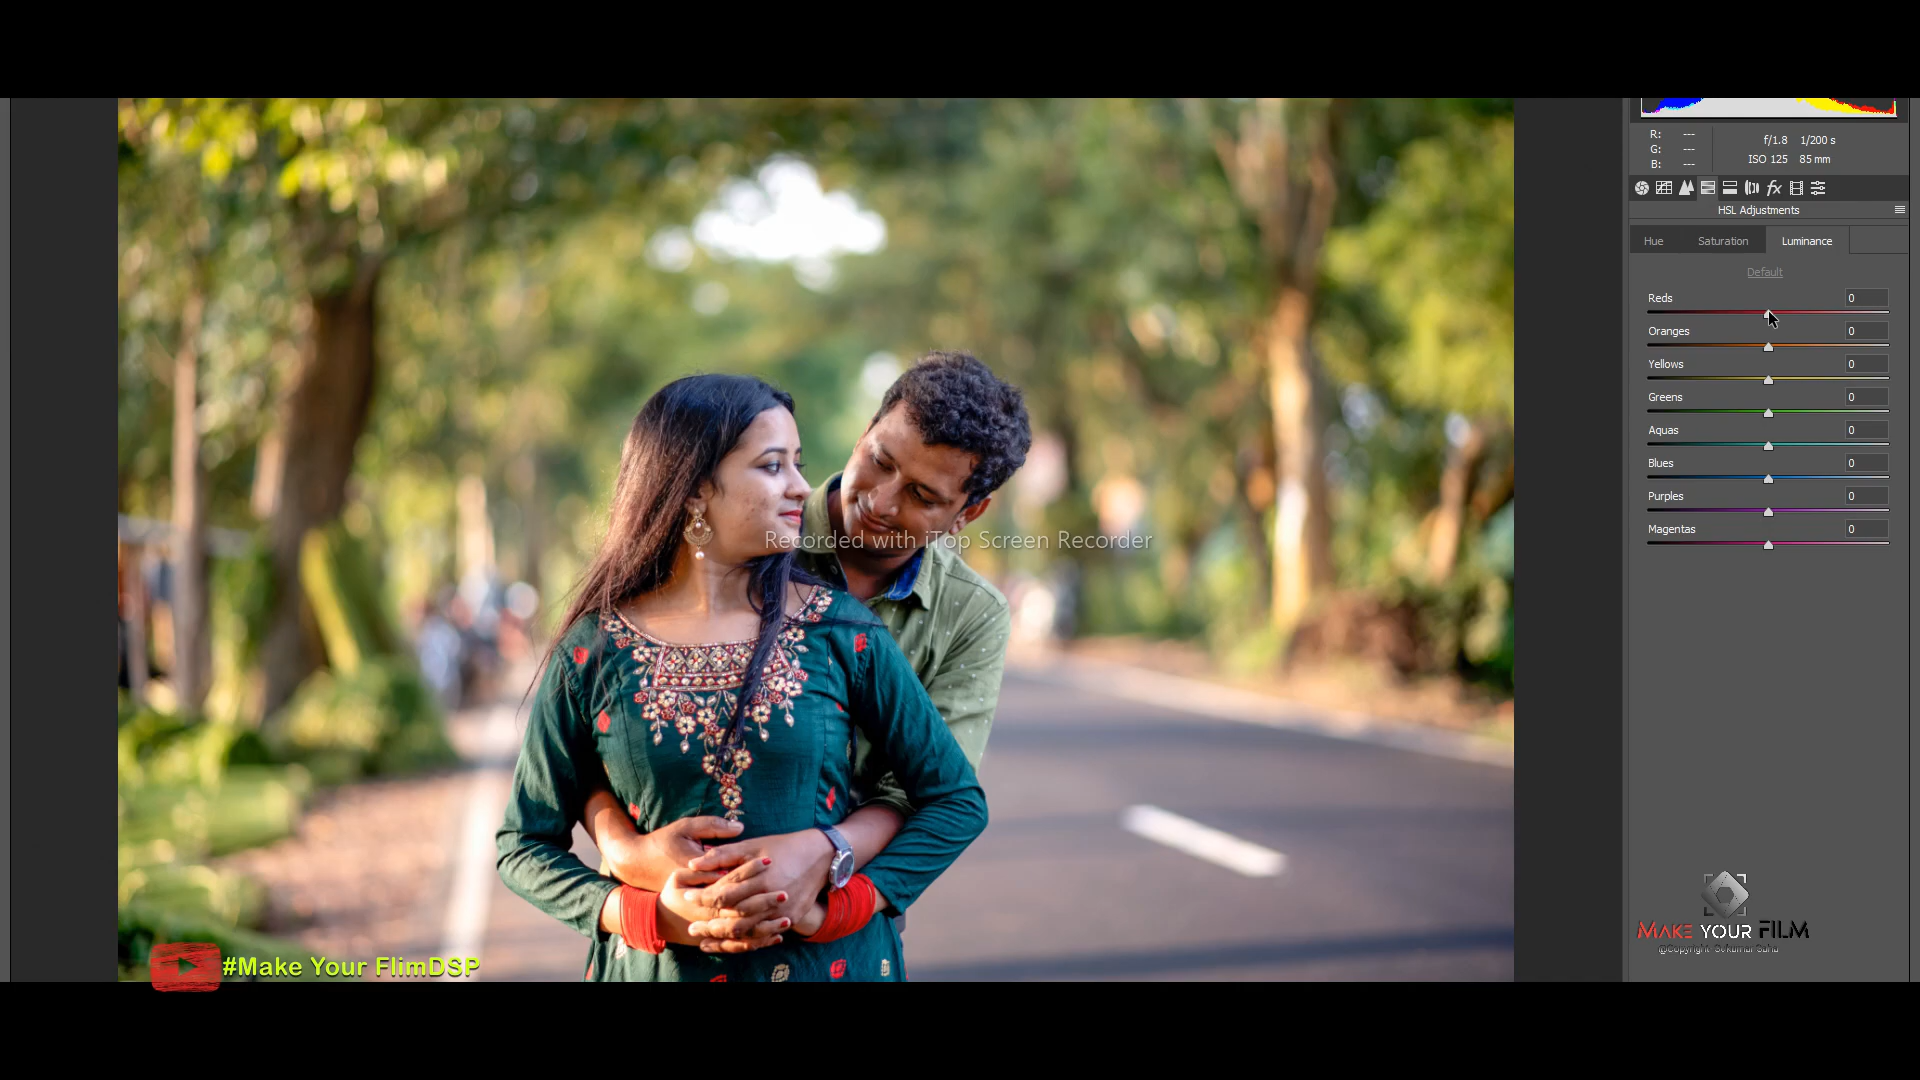 R: ---
G: ---
B: ---
f/1.8 1/200 s
ISO 125 85 mm
fx
HSL Adjustments
Hue Saturation Luminance
Default
Reds 0
Oranges 0
Yellows 0
Greens 0
Aquas 0
Blues 0
Purples 0
Magentas 0
Recorded with iTop Screen Recorder
MAKE YOUR FILM
#Make Your FlimDSP